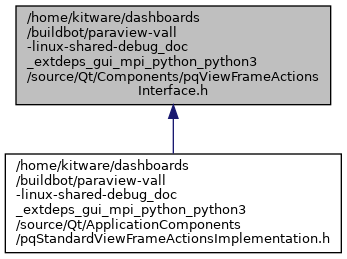 /home/kitware/dashboards
/buildbot/paraview-vall
-linux-shared-debug_doc
_extdeps_gui_mpi_python_python3
/source/Qt/Components/pqViewFrameActions
Interface.h
/home/kitware/dashboards
/buildbot/paraview-vall
-linux-shared-debug_doc
_extdeps_gui_mpi_python_python3
/source/Qt/ApplicationComponents
/pqStandardViewFrameActionsImplementation.h